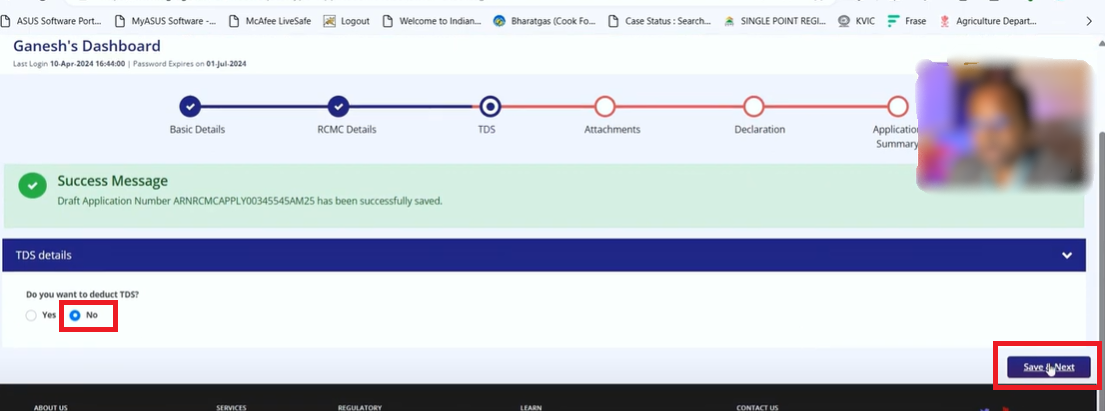 ASUS Software Port... MyASUS Software -... McAfee LiveSafe Logout Welcome to Indian... Bharatgas (Cook Fo... Case Status : Search... SINGLE POINT REGI... KVIC Frase Agriculture Depart...
Ganesh's Dashboard
Last Login 10-Apr-2024 16:44:00 | Password Expires on 01-Jul-2024
Basic Details RCMC Details TDS Attachments Declaration Application
Summary
Success Message
Draft Application Number ARNRCMCAPPLY00345545AM25 has been successfully saved.
TDS details
Do you want to deduct TDS?
Yes No
Save & Next
ABOUT US SERVICES REGULATORY LEARN CONTACT US